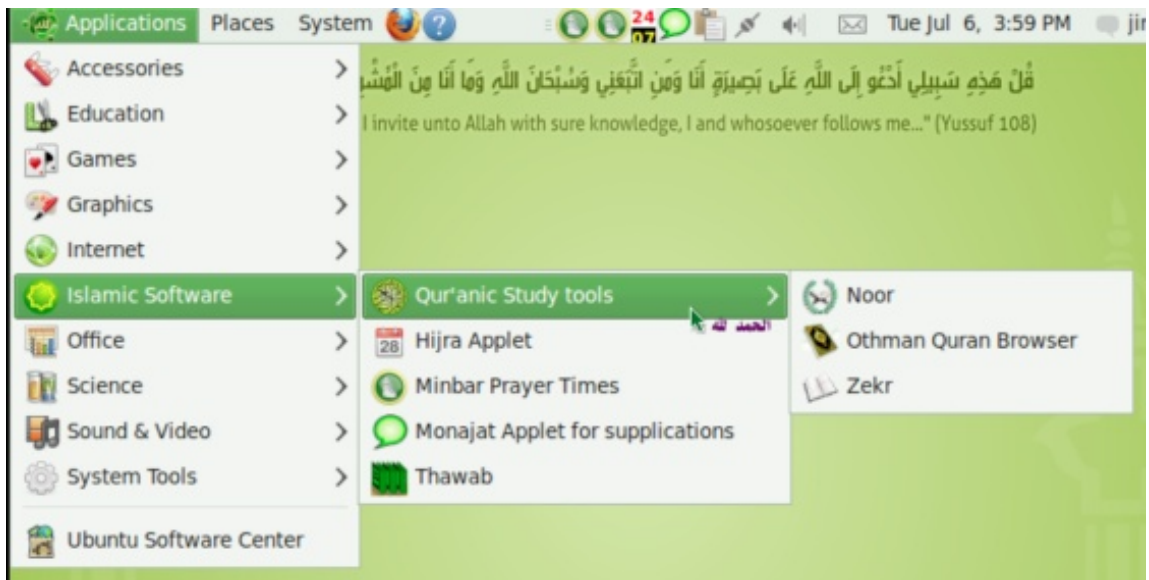 Applications Places System 24 07 Tue Jul 6, 3:59 PM jir
Accessories
Education
Games
Graphics
Internet
Islamic Software
Office
Science
Sound & Video
System Tools
Ubuntu Software Center
قُلْ هَذِهِ سَبِيلِي أَدْعُو إِلَى اللَّهِ عَلَى بَصِيرَةٍ أَنَا وَمَنِ اتَّبَعَنِي وَسُبْحَانَ اللَّهِ وَمَا أَنَا مِنَ
I invite unto Allah with sure knowledge, I and whosoever follows me..." (Yussuf 108)
Qur'anic Study tools
الحمد لله
28 Hijra Applet
Minbar Prayer Times
Monajat Applet for supplications
Thawab
Noor
Othman Quran Browser
Zekr